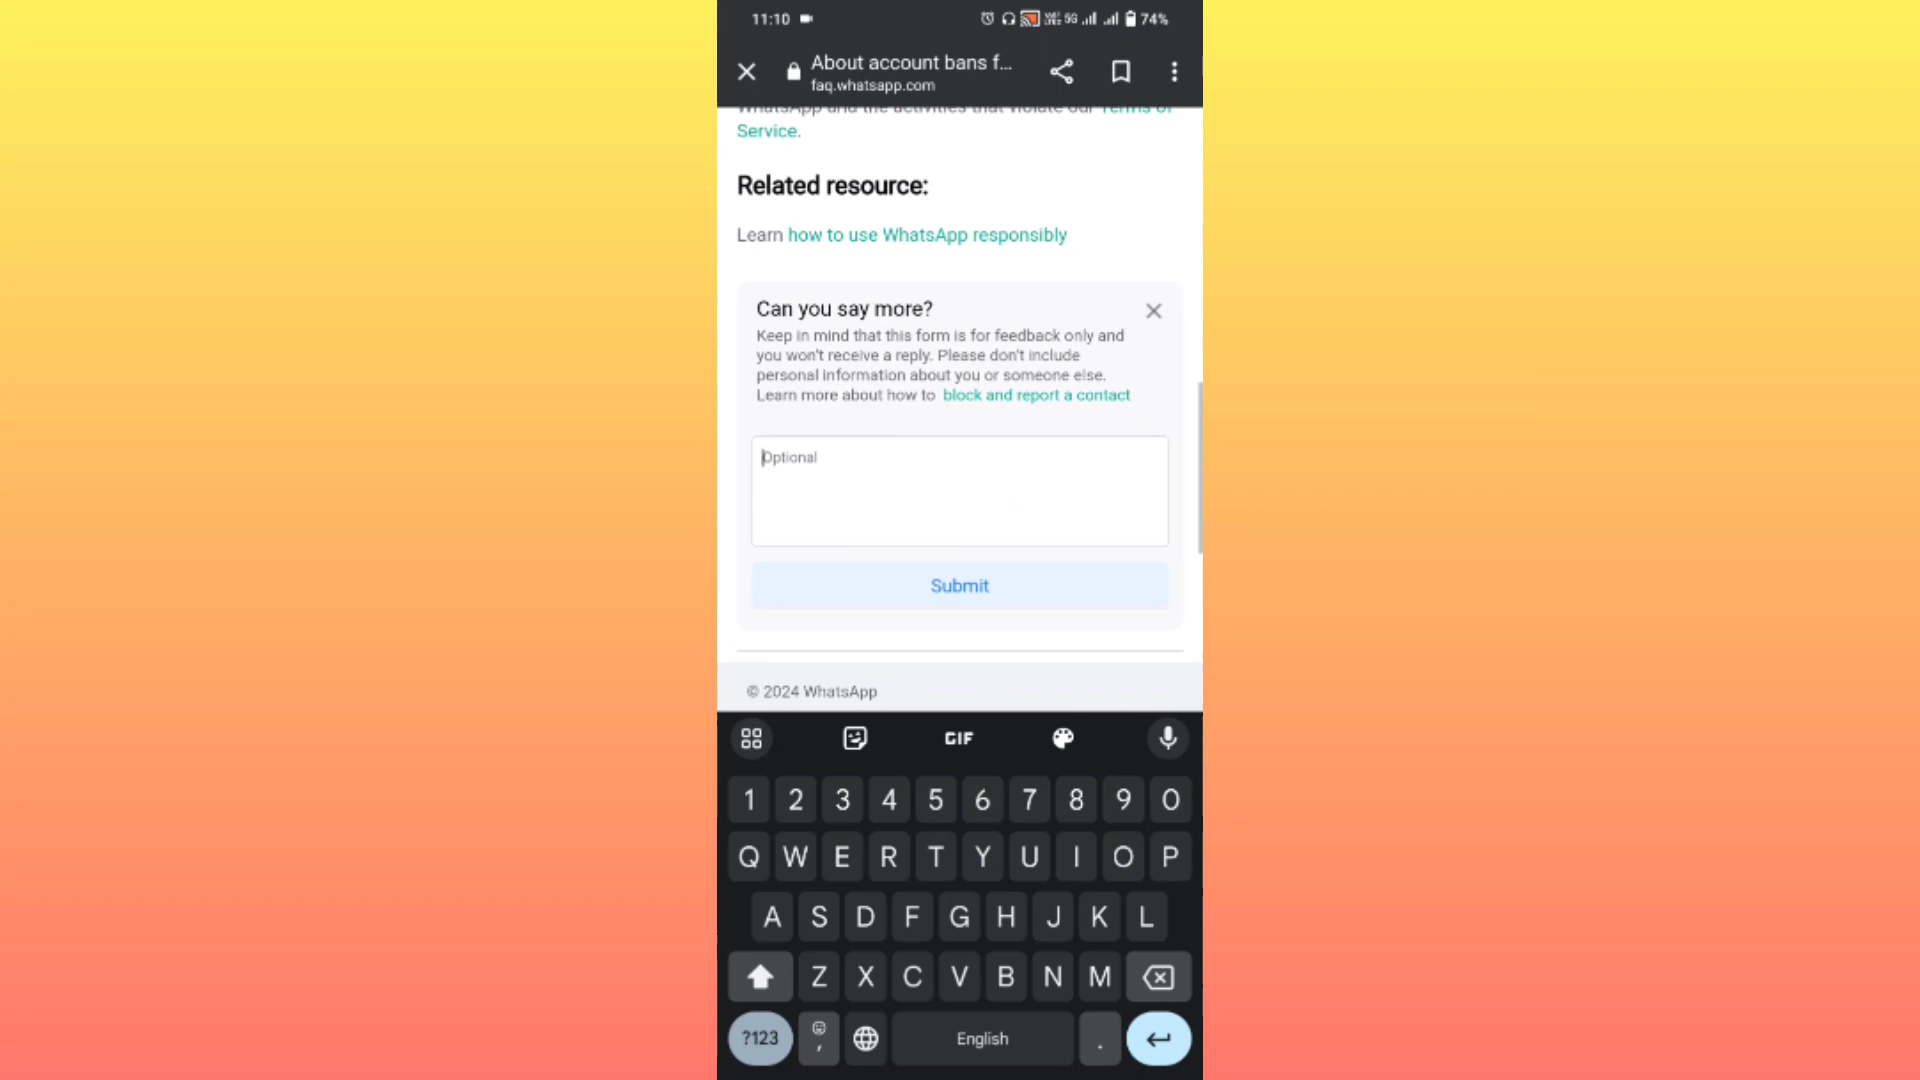 11:10
5G 74%
About account bans f...
faq.whatsapp.com
WhatsApp and the activities that violate our Terms of
Service.
Related resource:
Learn how to use WhatsApp responsibly
Can you say more?
Keep in mind that this form is for feedback only and
you won't receive a reply. Please don't include
personal information about you or someone else.
Learn more about how to block and report a contact
Optional
Submit
© 2024 WhatsApp
GIF
1 2 3 4 5 6 7 8 9 0
Q W E R T Y U I O P
A S D F G H J K L
Z X C V B N M
?123 , English .